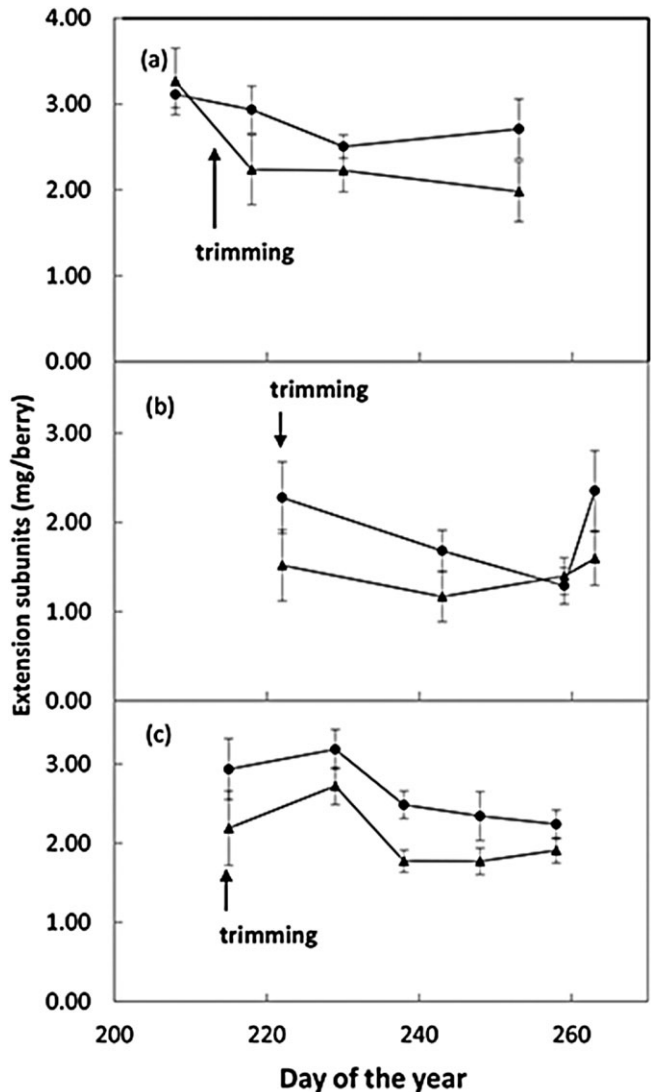 4.00
(a)
3.00
2.00
trimming
1.00
0.00
trimming
(b)
3.00
2.00
1.00
0.00
Extension subunits (mg/berry)
(c)
3.00
2.00
1.00
trimming
0.00
200 220 240 260
Day of the year